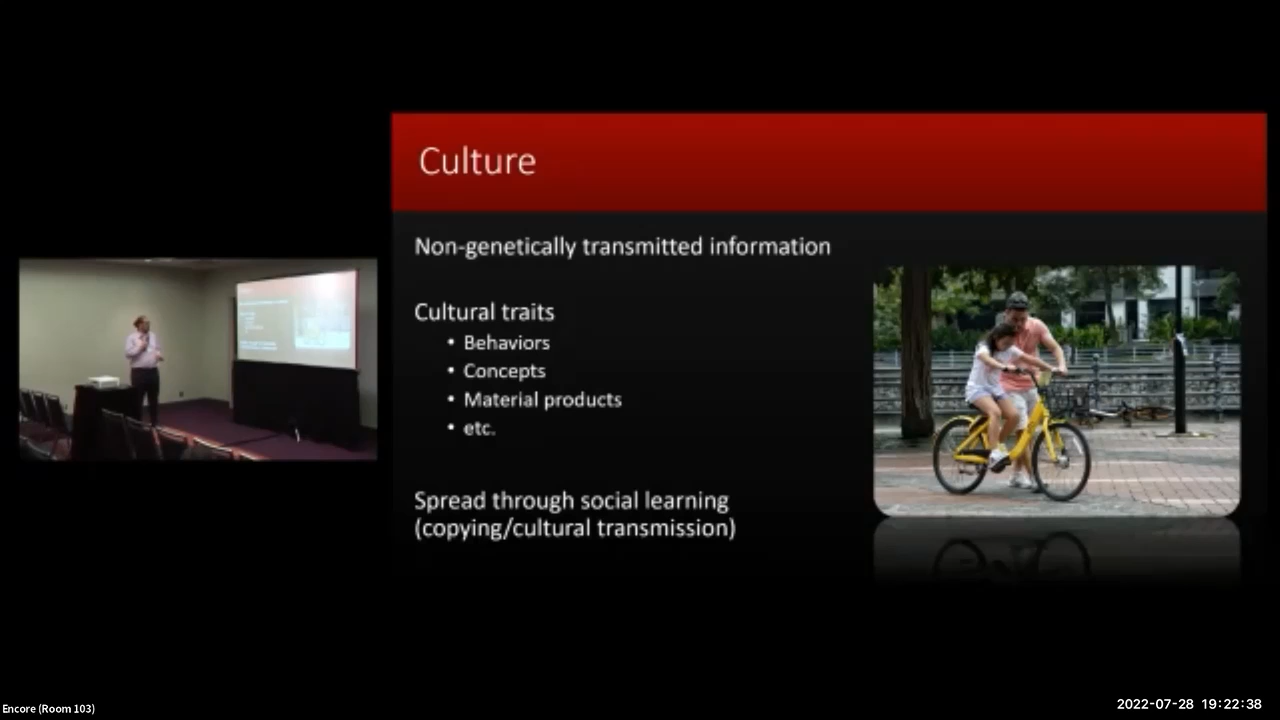 Culture
Non-genetically transmitted information
Cultural traits
• Behaviors
• Concepts
• Material products
• etc.
Spread through social learning
(copying/cultural transmission)
Encore (Room 103)
2022-07-28 19:22:38